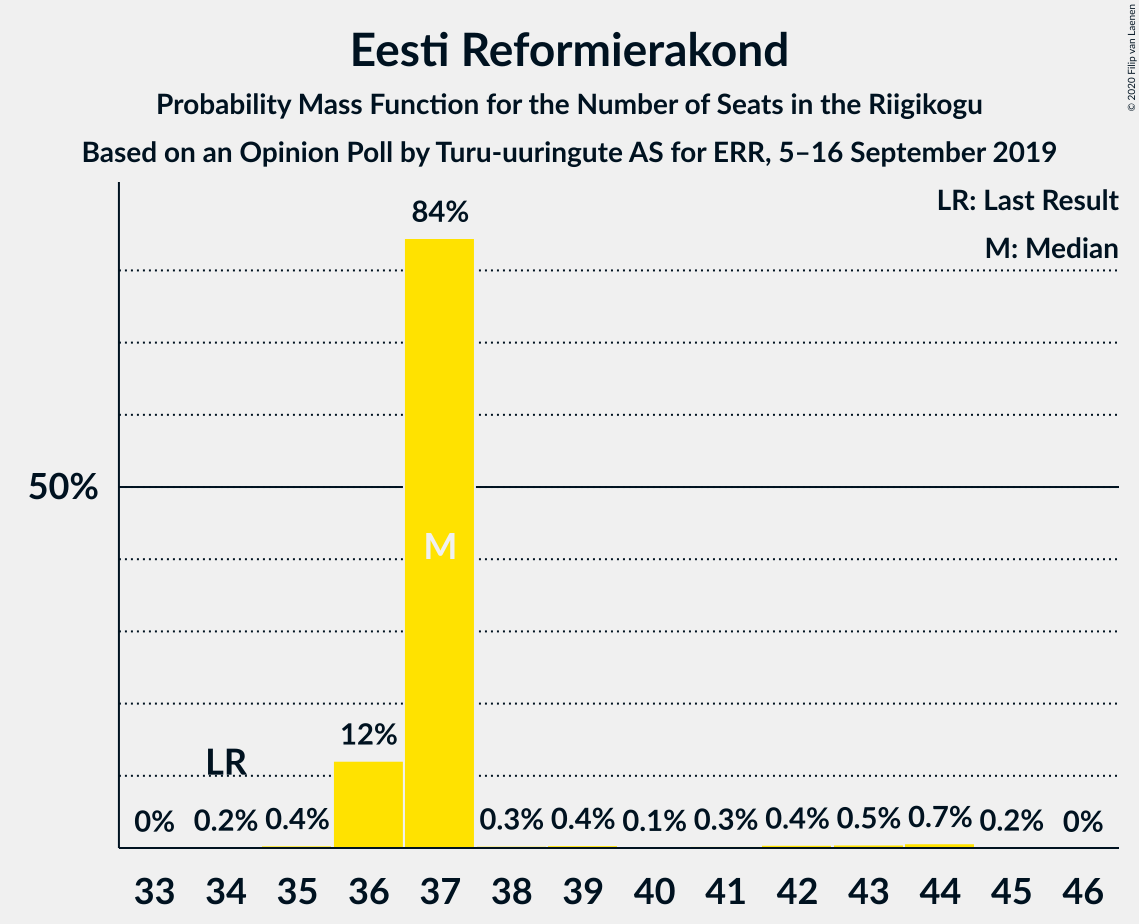 Eesti Reformierakond
Probability Mass Function for the Number of Seats in the Riigikogu
Based on an Opinion Poll by Turu-uuringute AS for ERR, 5–16 September 2019
© 2020 Filip van Laenen
LR: Last Result
M: Median
84%
50%
M
12%
LR
0% 0.2% 0.4% 0.3% 0.4% 0.1% 0.3% 0.4% 0.5% 0.7% 0.2% 0%
33 34 35 36 37 38 39 40 41 42 43 44 45 46